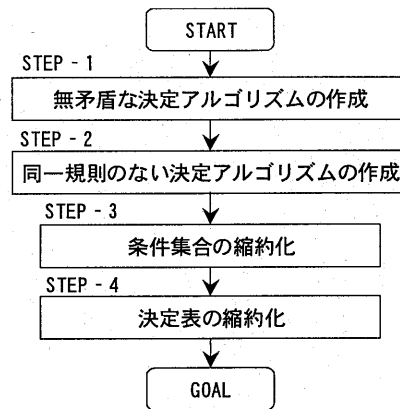 START
STEP - 1
無矛盾な決定アルゴリズムの作成
STEP - 2
同一規則のない決定アルゴリズムの作成
STEP - 3
条件集合の縮約化
STEP - 4
決定表の縮約化
GOAL